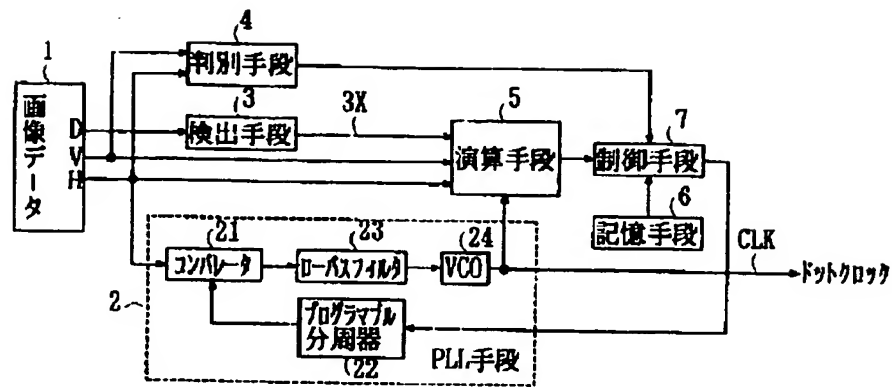 1
画像データ
D
V
H
4
判別手段
3
検出手段
3X
5
演算手段
7
制御手段
6
記憶手段
21
コンパレータ
23
ローパスフィルタ
24
VCO
CLK
ドットクロック
2
プログラマブル
分周器
22
PLL手段